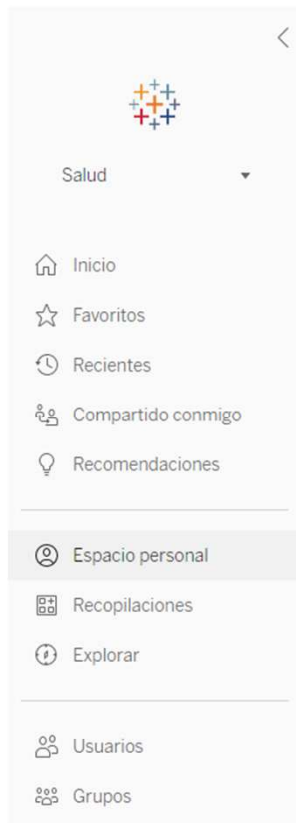 Salud
Inicio
Favoritos
Recientes
Compartido conmigo
Recomendaciones
Espacio personal
Recopilaciones
Explorar
Usuarios
Grupos